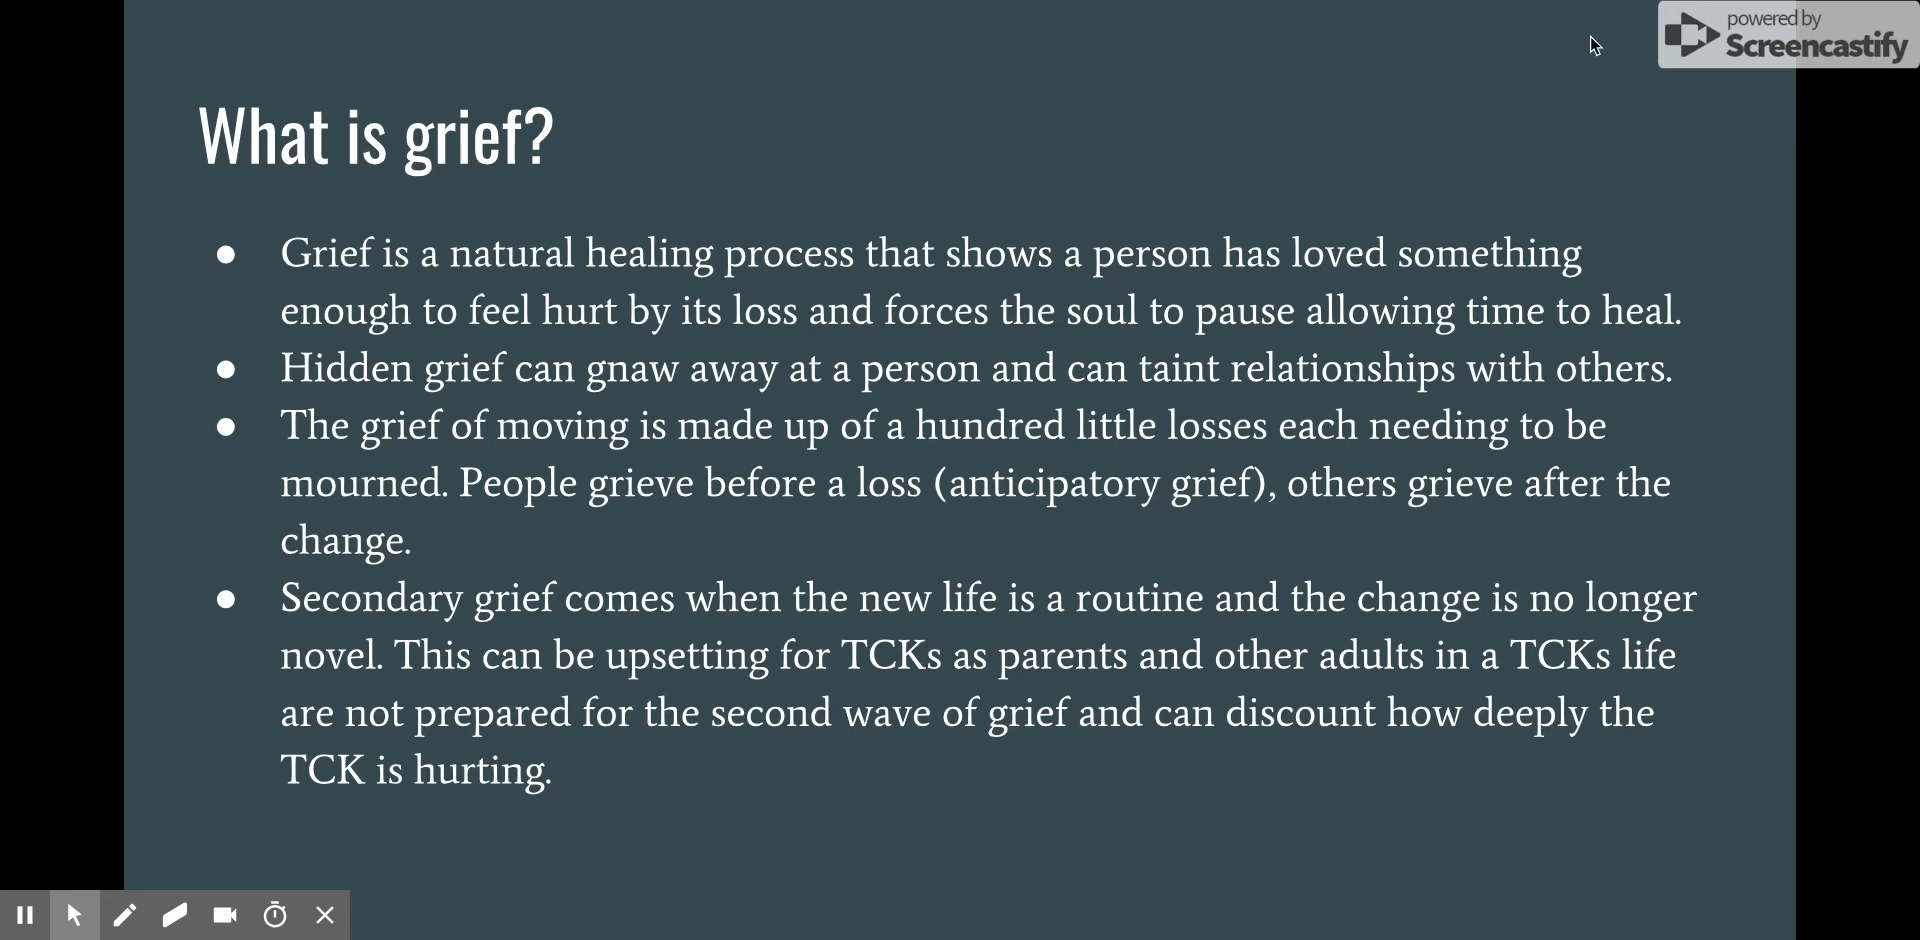 powered by
Screencastify
What is grief?
● Grief is a natural healing process that shows a person has loved something
enough to feel hurt by its loss and forces the soul to pause allowing time to heal.
● Hidden grief can gnaw away at a person and can taint relationships with others.
● The grief of moving is made up of a hundred little losses each needing to be
mourned. People grieve before a loss (anticipatory grief), others grieve after the
change.
● Secondary grief comes when the new life is a routine and the change is no longer
novel. This can be upsetting for TCKs as parents and other adults in a TCKs life
are not prepared for the second wave of grief and can discount how deeply the
TCK is hurting.